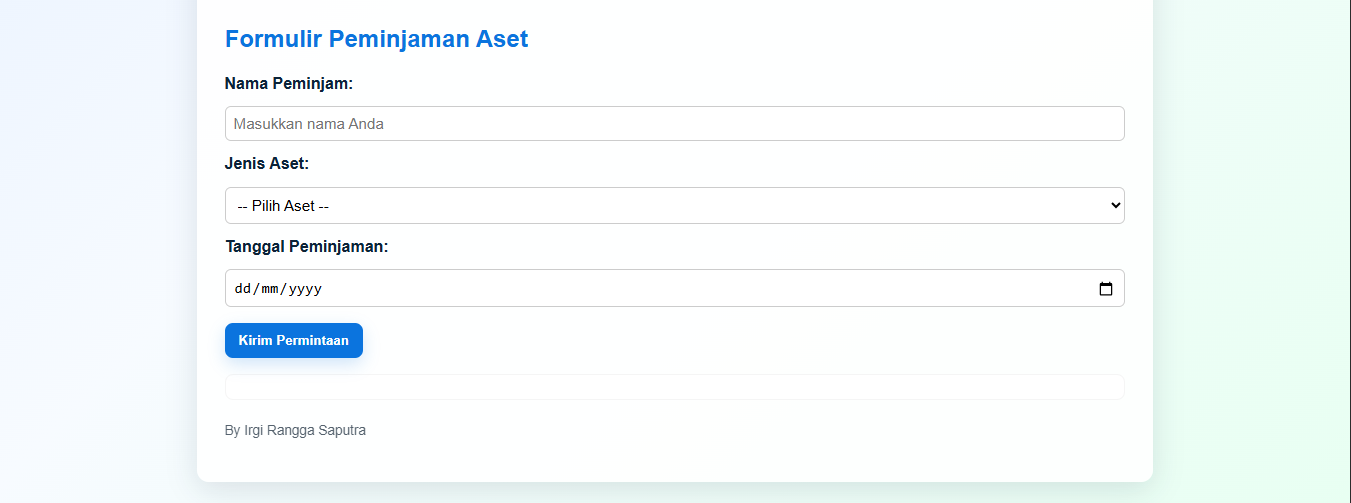 Formulir Peminjaman Aset
Nama Peminjam:
Masukkan nama Anda
Jenis Aset:
-- Pilih Aset --
Tanggal Peminjaman:
dd/mm/yyyy
Kirim Permintaan
By Irgi Rangga Saputra